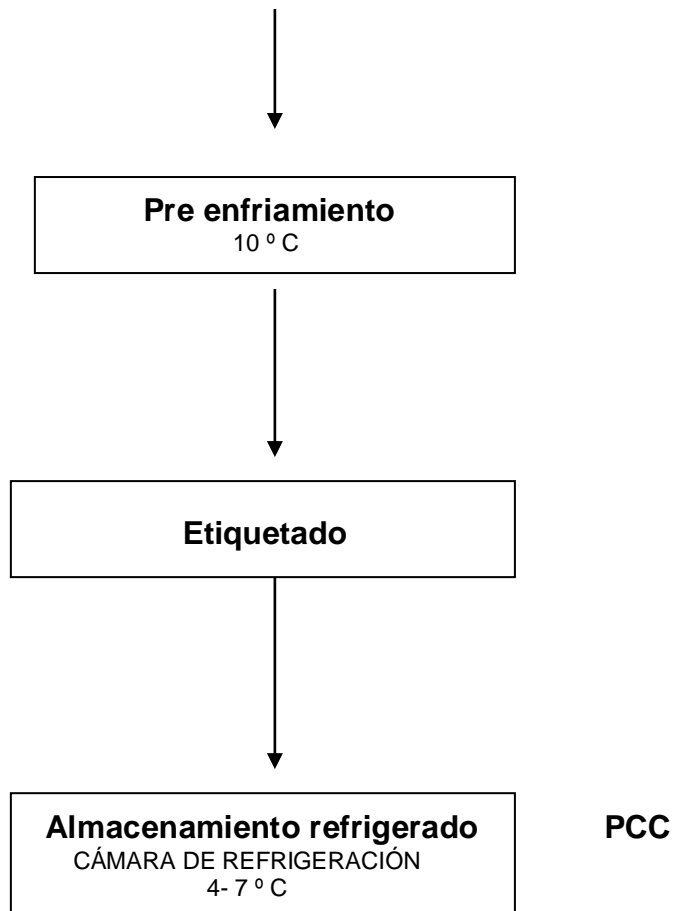 Pre enfriamiento
10 º C
Etiquetado
Almacenamiento refrigerado PCC
CÁMARA DE REFRIGERACIÓN
4- 7 º C